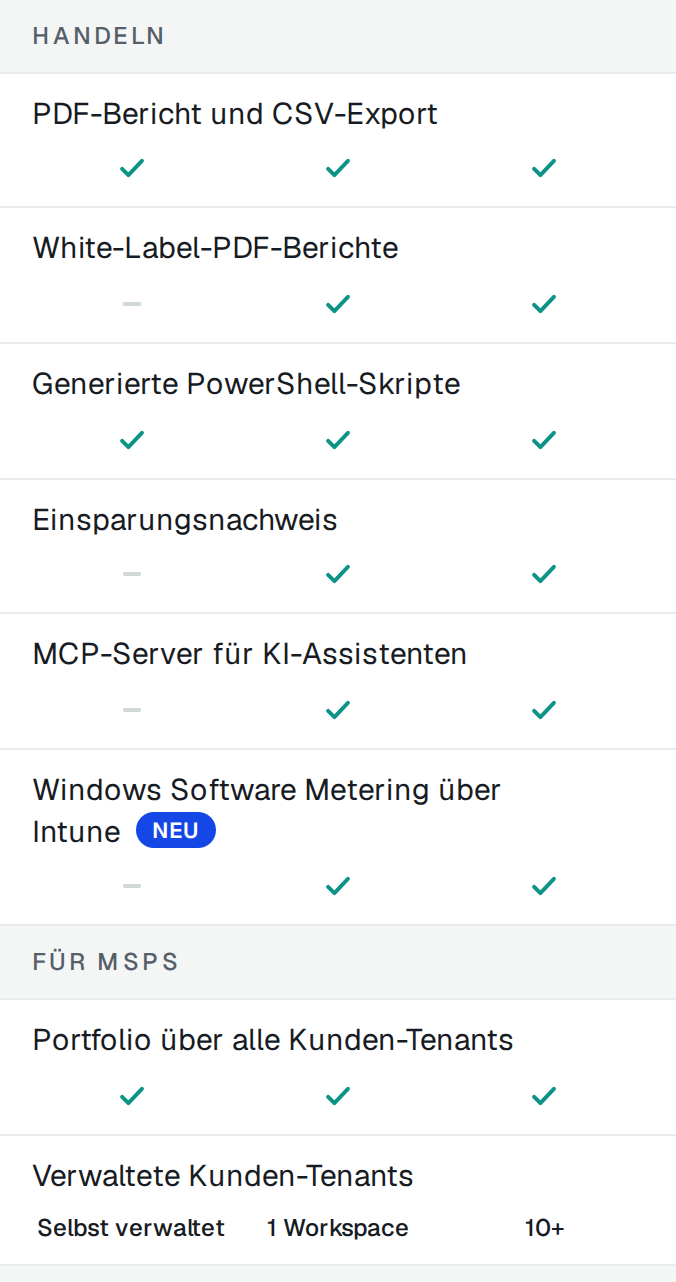 HANDELN
PDF-Bericht und CSV-Export
White-Label-PDF-Berichte
Generierte PowerShell-Skripte
Einsparungsnachweis
MCP-Server für KI-Assistenten
Windows Software Metering über
Intune NEU
FÜR MSPS
Portfolio über alle Kunden-Tenants
Verwaltete Kunden-Tenants
Selbst verwaltet 1 Workspace 10+